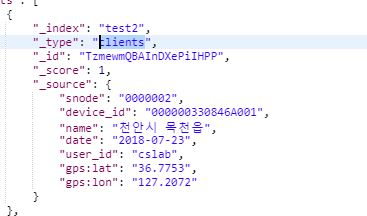 ts : [
{
"_index": "test2",
"_type": "clients",
"_id": "TzmewmQBAInDXePiIHPP",
"_score": 1,
"_source": {
"snode": "0000002",
"device_id": "000000330846A001",
"name": "천안시 목천읍",
"date": "2018-07-23",
"user_id": "cslab",
"gps:lat": "36.7753",
"gps:lon": "127.2072"
}
},